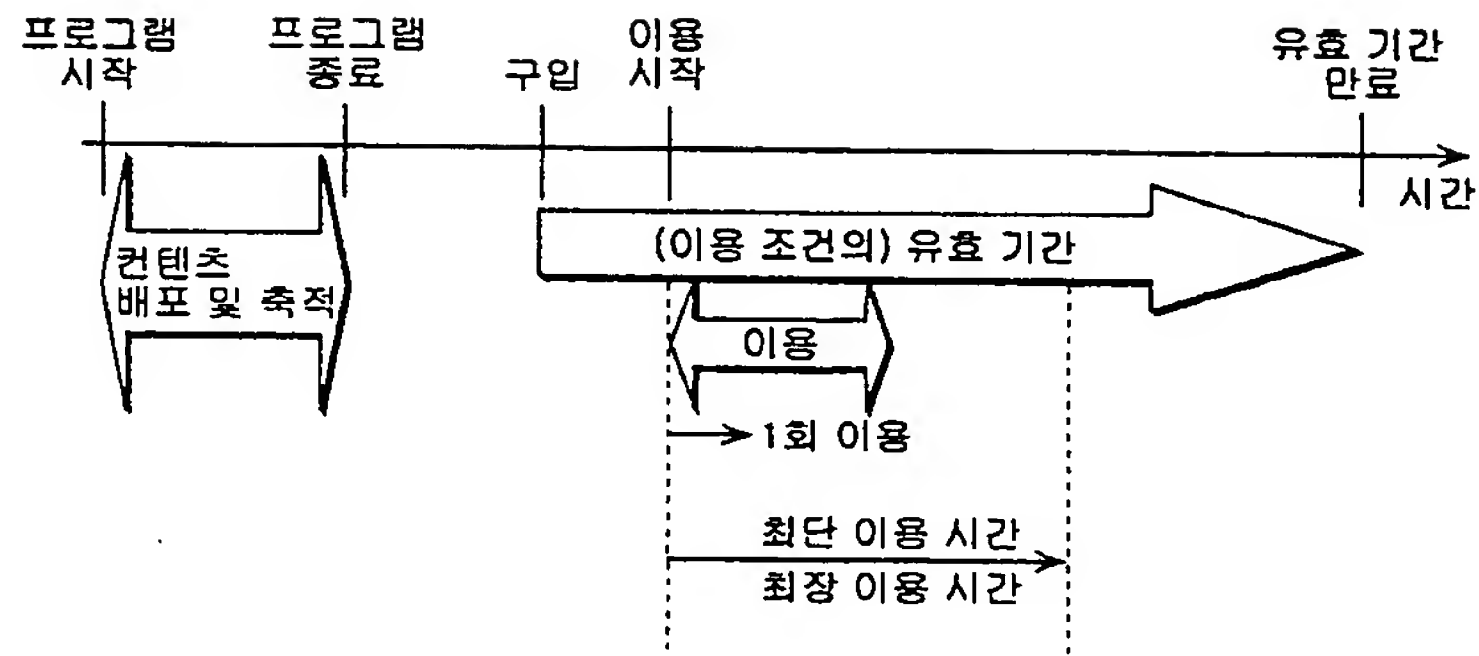 프로그램
시작
프로그램
종료
구입
이용
시작
유효 기간
만료
시간
(이용 조건의) 유효 기간
컨텐츠
배포 및 축적
이용
1회 이용
최단 이용 시간
최장 이용 시간